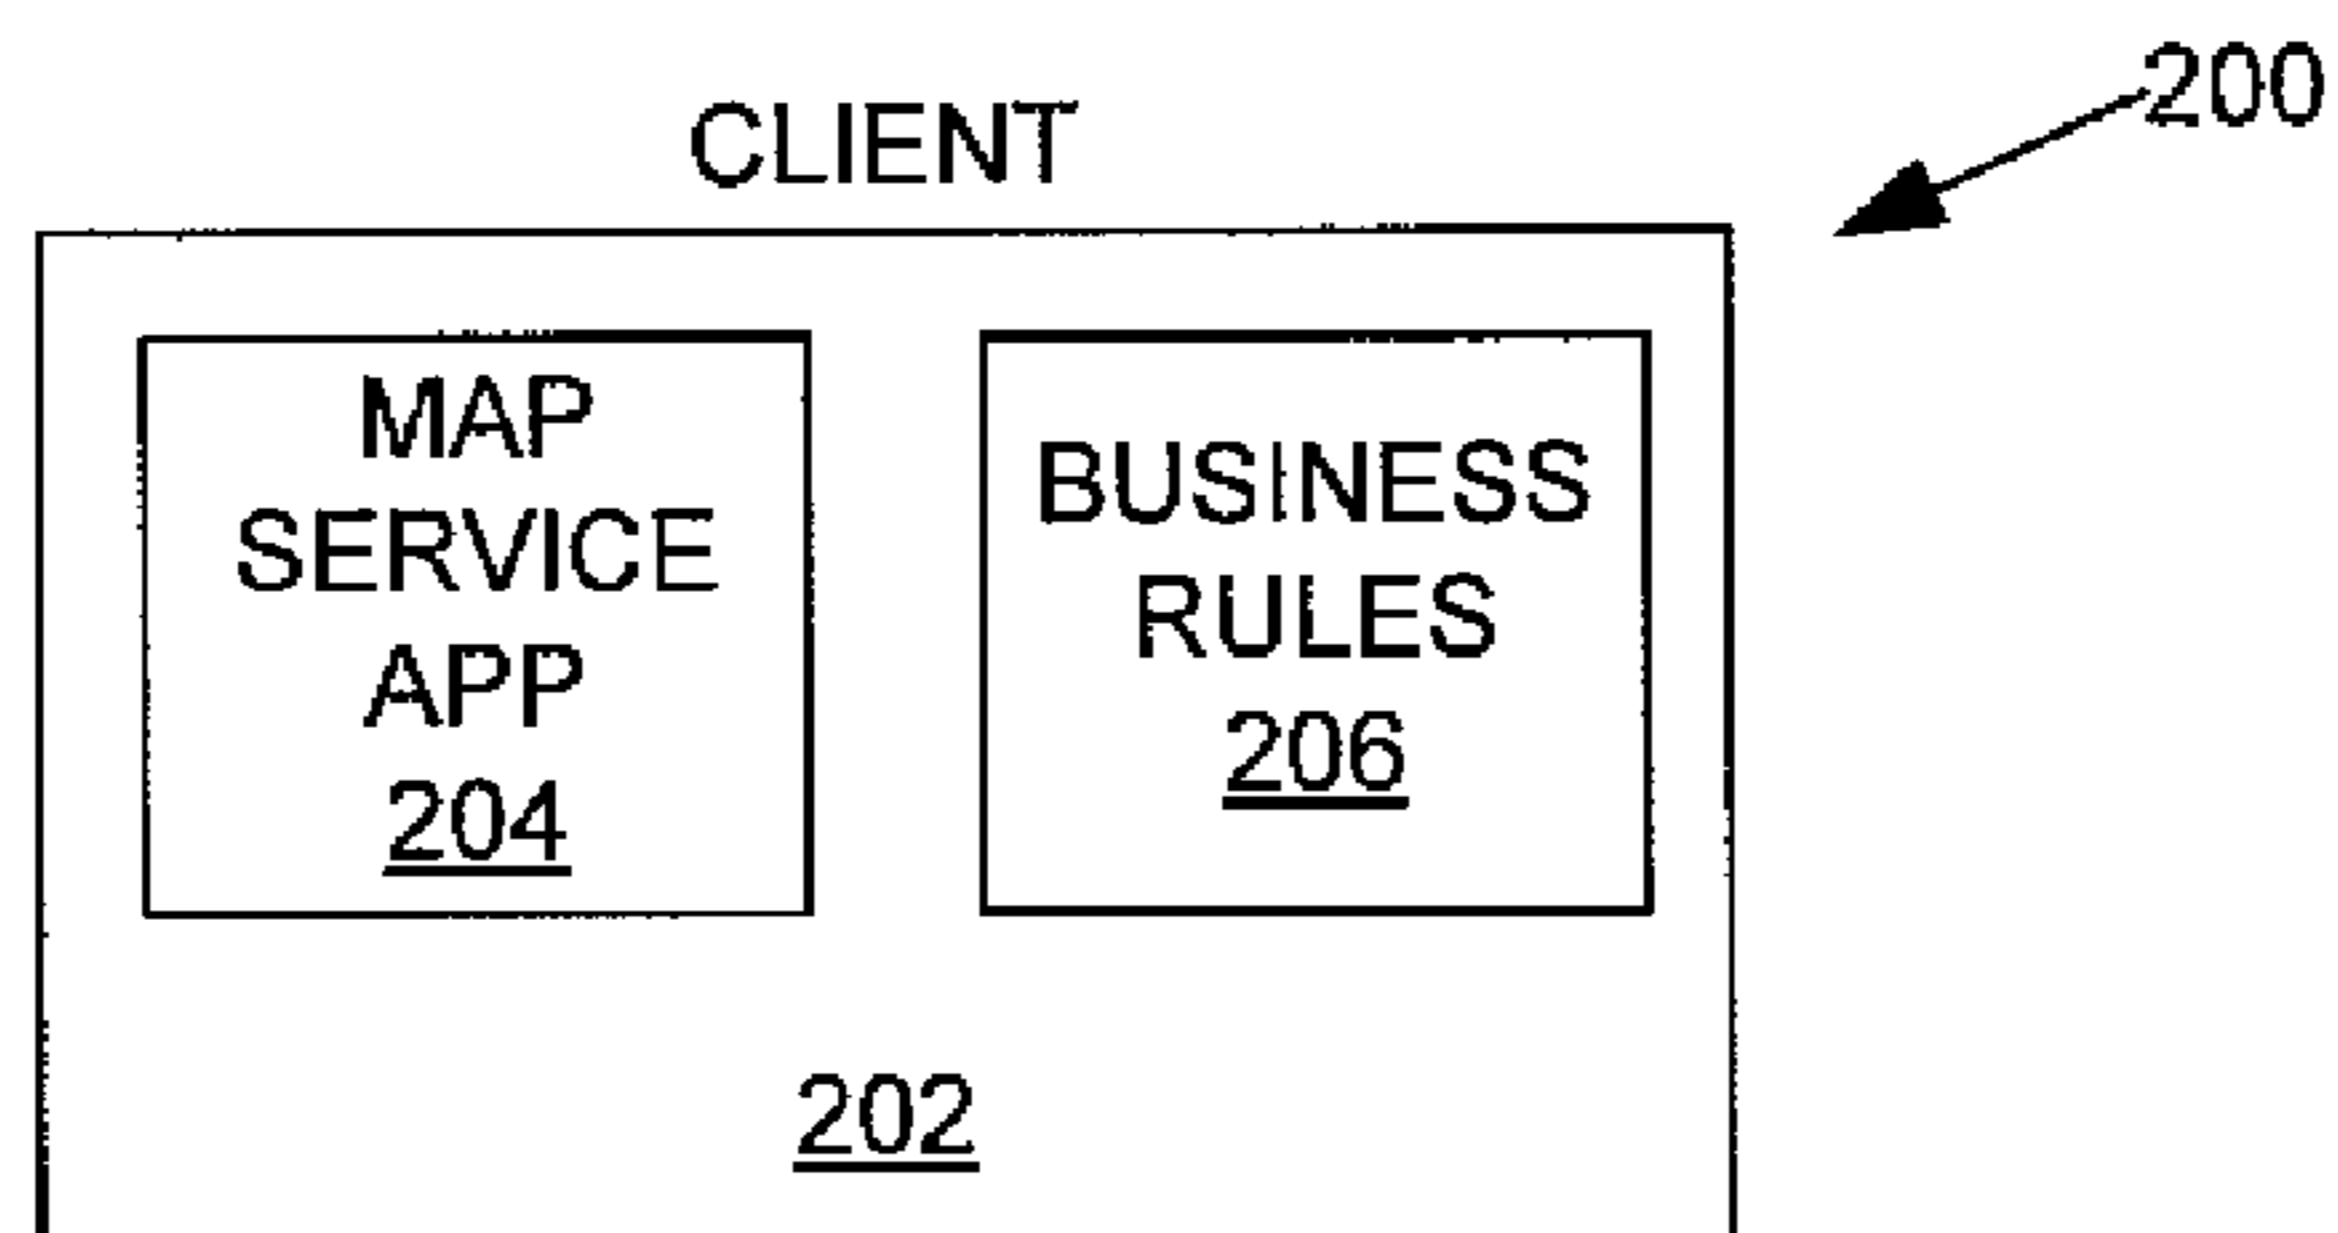 200
CLIENT
MAP
SERVICE
APP
204
BUSINESS
RULES
206
202